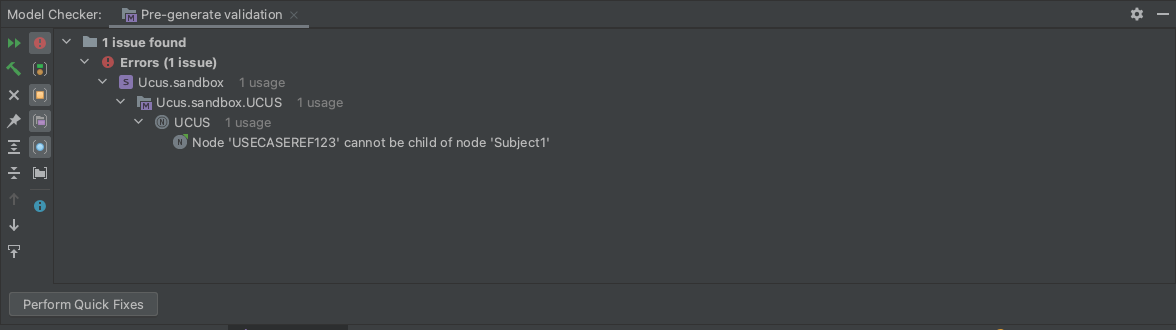 Model Checker: Pre-generate validation
1 issue found
Errors (1 issue)
S Ucus.sandbox 1 usage
M Ucus.sandbox.UCUS 1 usage
N UCUS 1 usage
N Node 'USECASEREF123' cannot be child of node 'Subject1'
Perform Quick Fixes